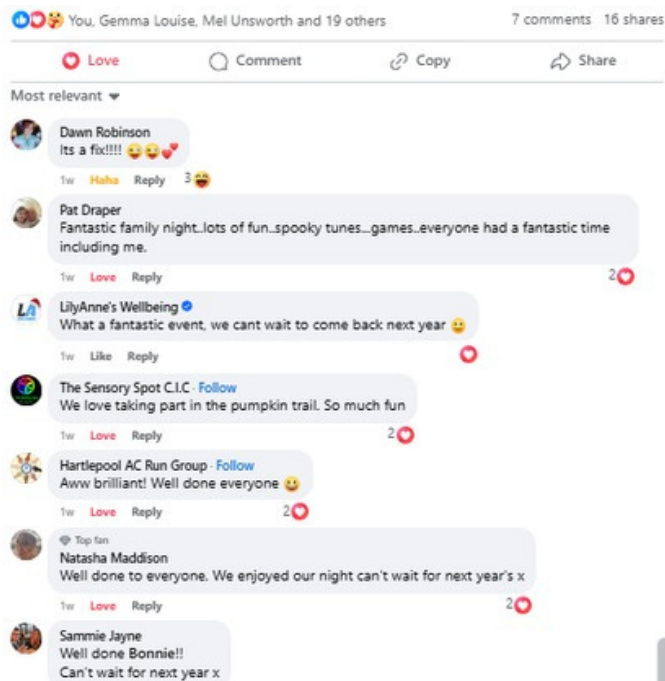 You, Gemma Louise, Mel Unsworth and 19 others 7 comments 16 shares
Love Comment Copy Share
Most relevant
Dawn Robinson
Its a fix!!!!
1w Haha Reply 3
Pat Draper
Fantastic family night..lots of fun..spooky tunes...games..everyone had a fantastic time
including me.
1w Love Reply 2
LA
LilyAnne's Wellbeing
What a fantastic event, we cant wait to come back next year
1w Like Reply
The Sensory Spot C.I.C · Follow
We love taking part in the pumpkin trail. So much fun
1w Love Reply 2
Hartlepool AC Run Group · Follow
Aww brilliant! Well done everyone
1w Love Reply 2
Top fan
Natasha Maddison
Well done to everyone. We enjoyed our night can't wait for next year's x
1w Love Reply 2
Sammie Jayne
Well done Bonnie!!
Can't wait for next year x